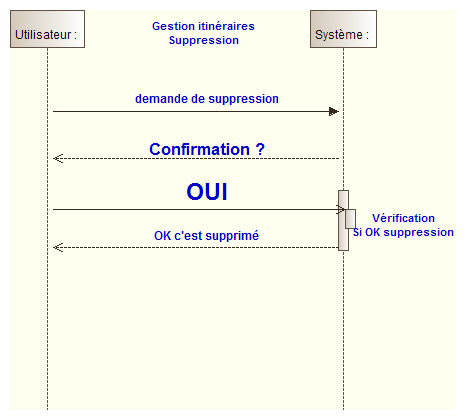 Utilisateur :
Gestion itinéraires
Suppression
Système :
demande de suppression
Confirmation ?
OUI
Vérification
Si OK suppression
OK c'est supprimé